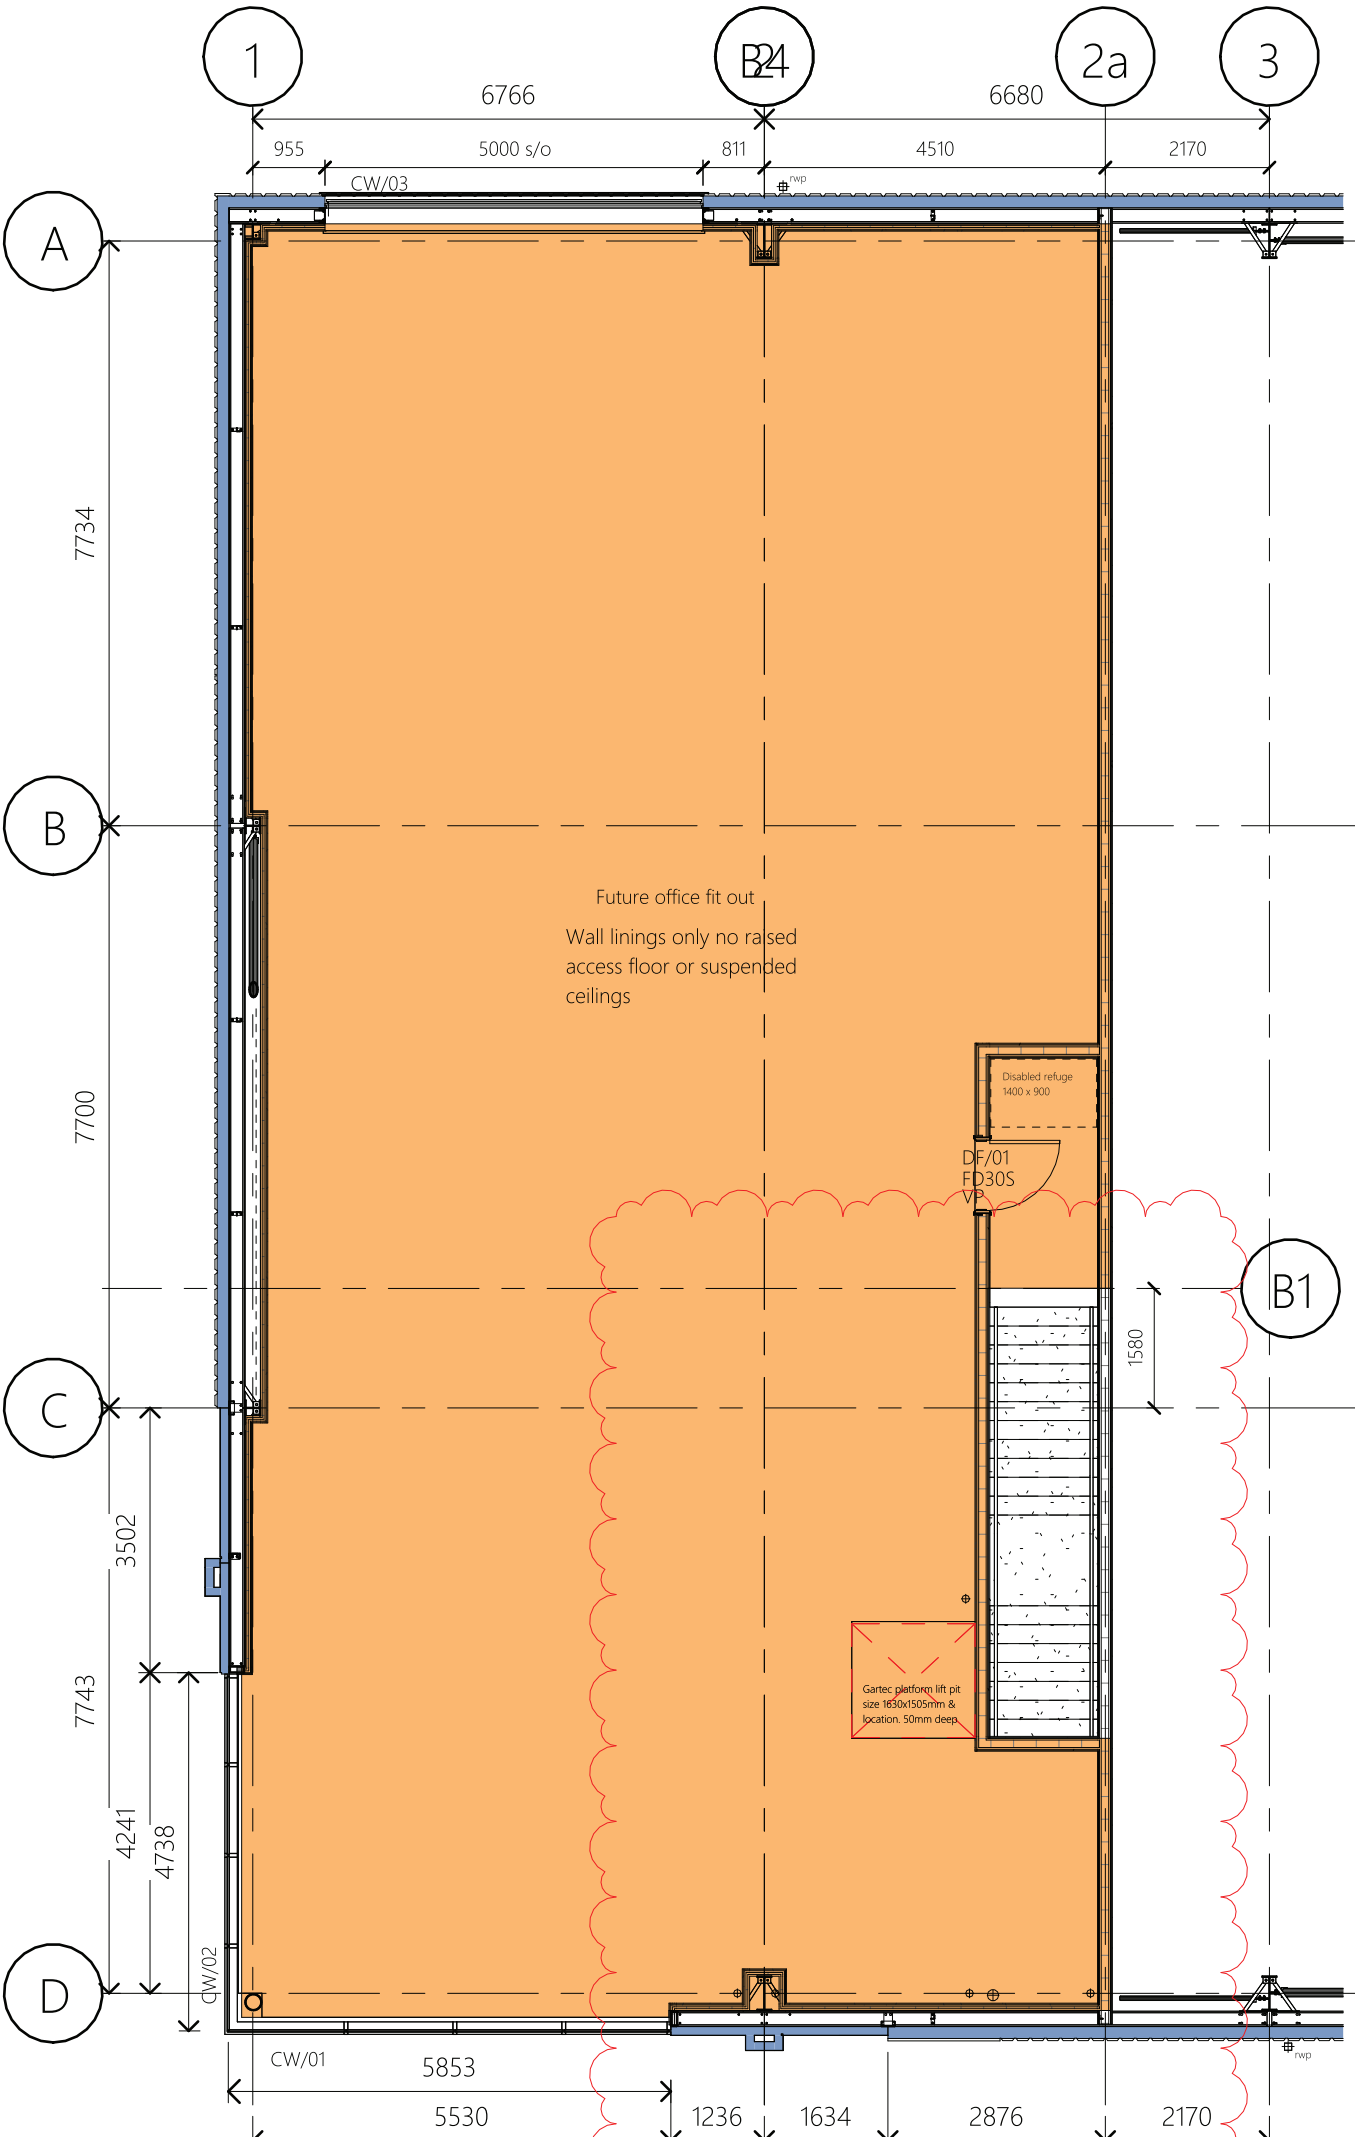 1
2a
3
6766
6680
955
5000 s/o
811
4510
2170
CW/03
rwp
A
7734
B
Future office fit out
Wall linings only no raised
access floor or suspended
ceilings
Disabled refuge
1400 x 900
7700
DF/01
FD30S
VP
B1
1580
C
3502
Gartec platform lift pit
size 1630x1505mm &
location. 50mm deep
7743
4241
4738
CW/02
D
CW/01
rwp
5853
5530
1236
1634
2876
2170